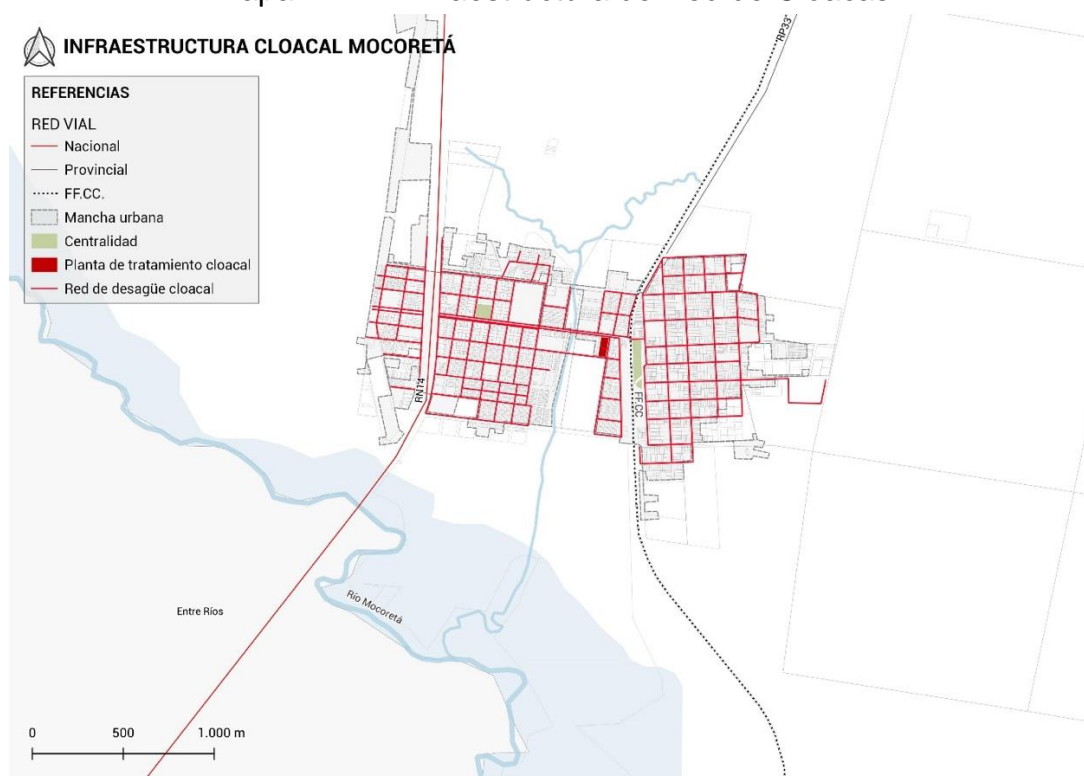 INFRAESTRUCTURA CLOACAL MOCORETÁ
REFERENCIAS
RED VIAL
Nacional
Provincial
FF.CC.
Mancha urbana
Centralidad
Planta de tratamiento cloacal
Red de desagüe cloacal
"RP33"
RN14
FF.CC
Río Mocoretá
Entre Ríos
0 500 1.000 m